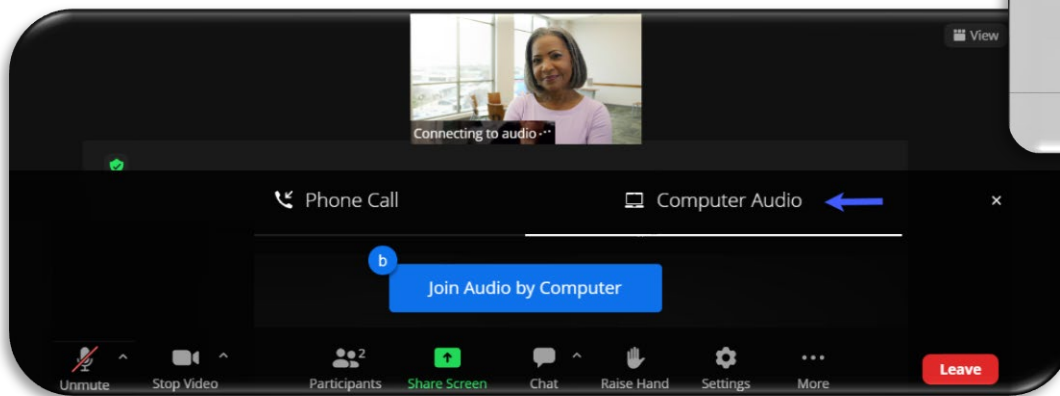 View
Connecting to audio ...
Phone Call
Computer Audio
×
b
Join Audio by Computer
2
Unmute
Stop Video
Participants
Share Screen
Chat
Raise Hand
Settings
More
Leave